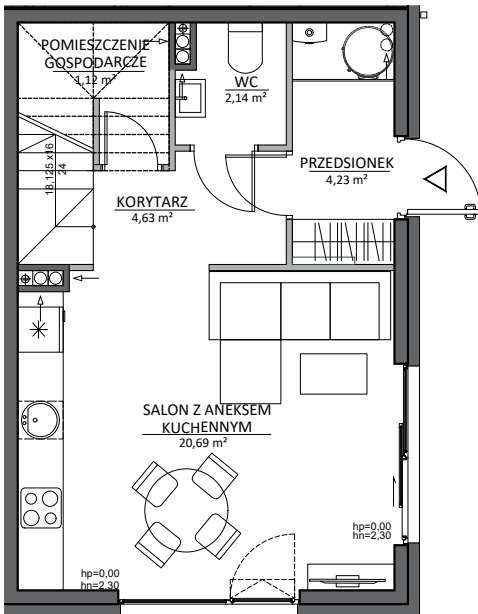 POMIESZCZENIE
GOSPODARCZE
1,12 m²
WC
2,14 m²
PRZEDSIONEK
4,23 m²
18.125 x16
24
KORYTARZ
4,63 m²
SALON Z ANEKSEM
KUCHENNYM
20,69 m²
hp=0,00
hn=2,30
hp=0,00
hn=2,30